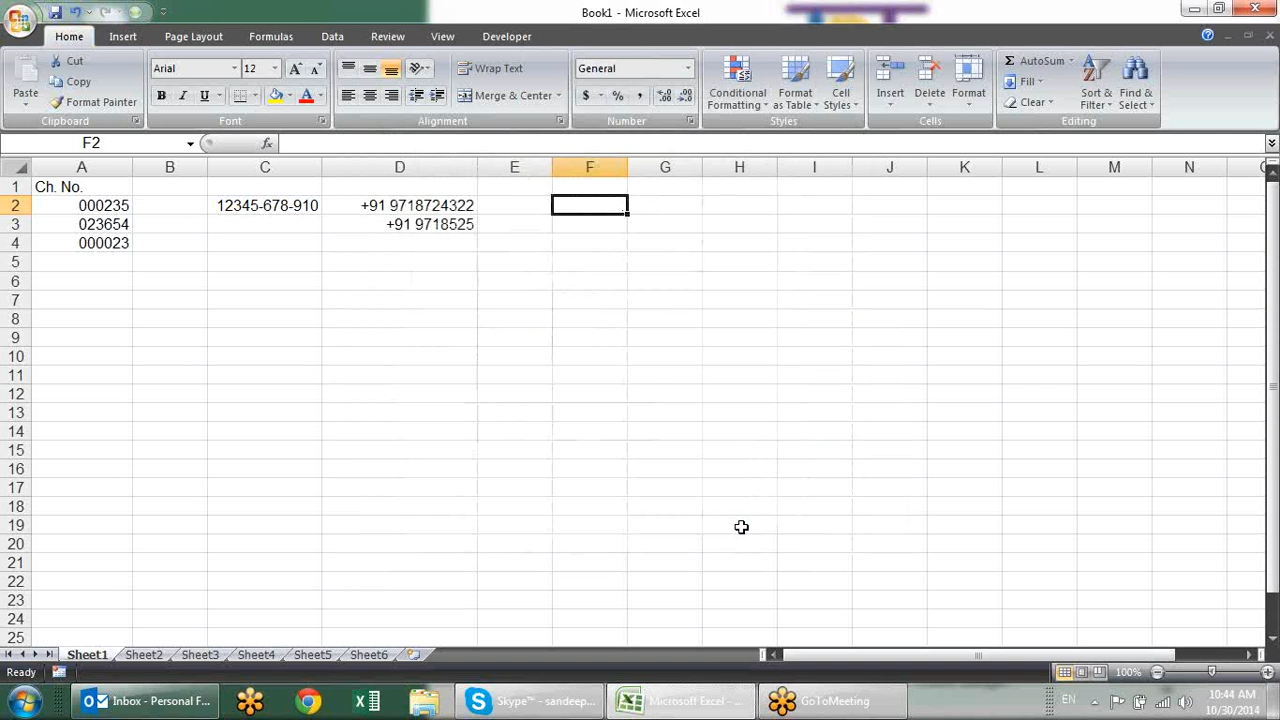 Book1 - Microsoft Excel
Home Insert Page Layout Formulas Data Review View Developer
Paste Cut Copy Format Painter Clipboard
Arial 12 A A B I U A Font
Wrap Text Merge & Center Alignment
General $ % , Number
Conditional Formatting Format as Table Cell Styles Styles
Insert Delete Format Cells
Σ AutoSum Fill Clear Sort & Filter Find & Select Editing
F2 fx
A B C D E F G H I J K L M N
1 Ch. No.
2 000235 12345-678-910 +91 9718724322
3 023654 +91 9718525
4 000023
5
6
7
8
9
10
11
12
13
14
15
16
17
18
19
20
21
22
23
24
25
Sheet1 Sheet2 Sheet3 Sheet4 Sheet5 Sheet6
Ready 100%
Inbox - Personal F... Skype™ - sandeep... Microsoft Excel - ... GoToMeeting EN 10:44 AM
10/30/2014